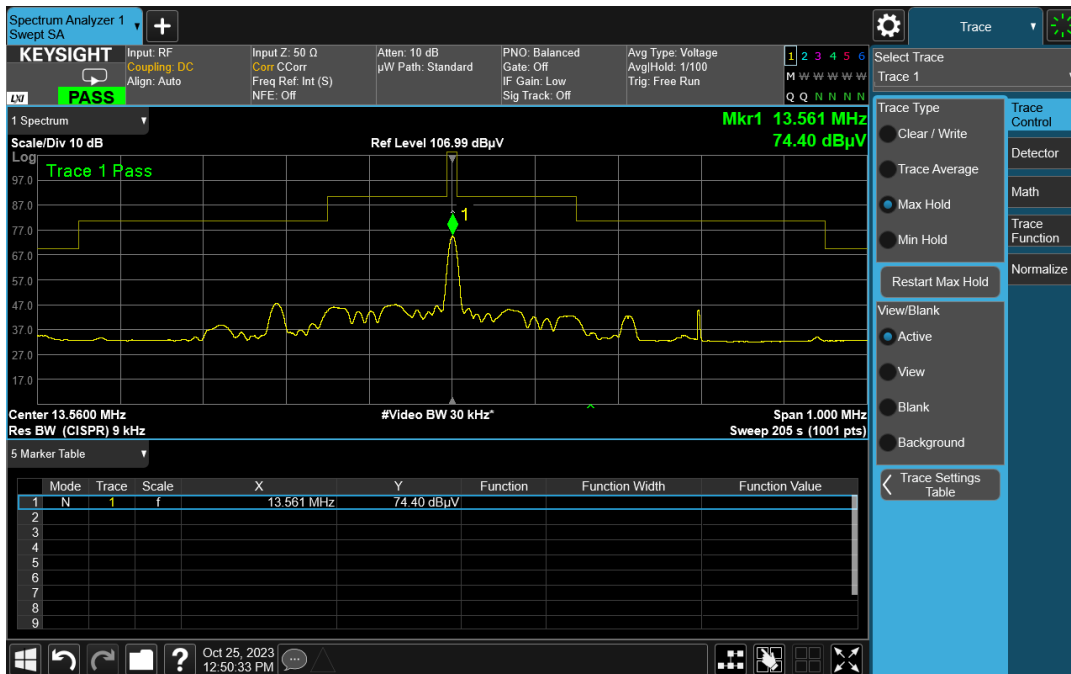 Spectrum Analyzer 1
Swept SA
Trace
KEYSIGHT
LXI
PASS
Input: RF
Coupling: DC
Align: Auto
Input Z: 50 Ω
Corr CCorr
Freq Ref: Int (S)
NFE: Off
Atten: 10 dB
µW Path: Standard
PNO: Balanced
Gate: Off
IF Gain: Low
Sig Track: Off
Avg Type: Voltage
Avg|Hold: 1/100
Trig: Free Run
1 2 3 4 5 6
M W W W W W
Q Q N N N N
Select Trace
Trace 1
1 Spectrum
Scale/Div 10 dB
Ref Level 106.99 dBµV
Mkr1 13.561 MHz
74.40 dBµV
Log
Trace 1 Pass
97.0
87.0
77.0
67.0
57.0
47.0
37.0
27.0
17.0
1
Center 13.5600 MHz
#Video BW 30 kHz*
Span 1.000 MHz
Res BW (CISPR) 9 kHz
Sweep 205 s (1001 pts)
5 Marker Table
Mode Trace Scale X Y Function Function Width Function Value
1 N 1 f 13.561 MHz 74.40 dBµV
2
3
4
5
6
7
8
9
Trace Type
Clear / Write
Trace Average
Max Hold
Min Hold
Restart Max Hold
View/Blank
Active
View
Blank
Background
Trace Settings
Table
Trace
Control
Detector
Math
Trace
Function
Normalize
?
Oct 25, 2023
12:50:33 PM